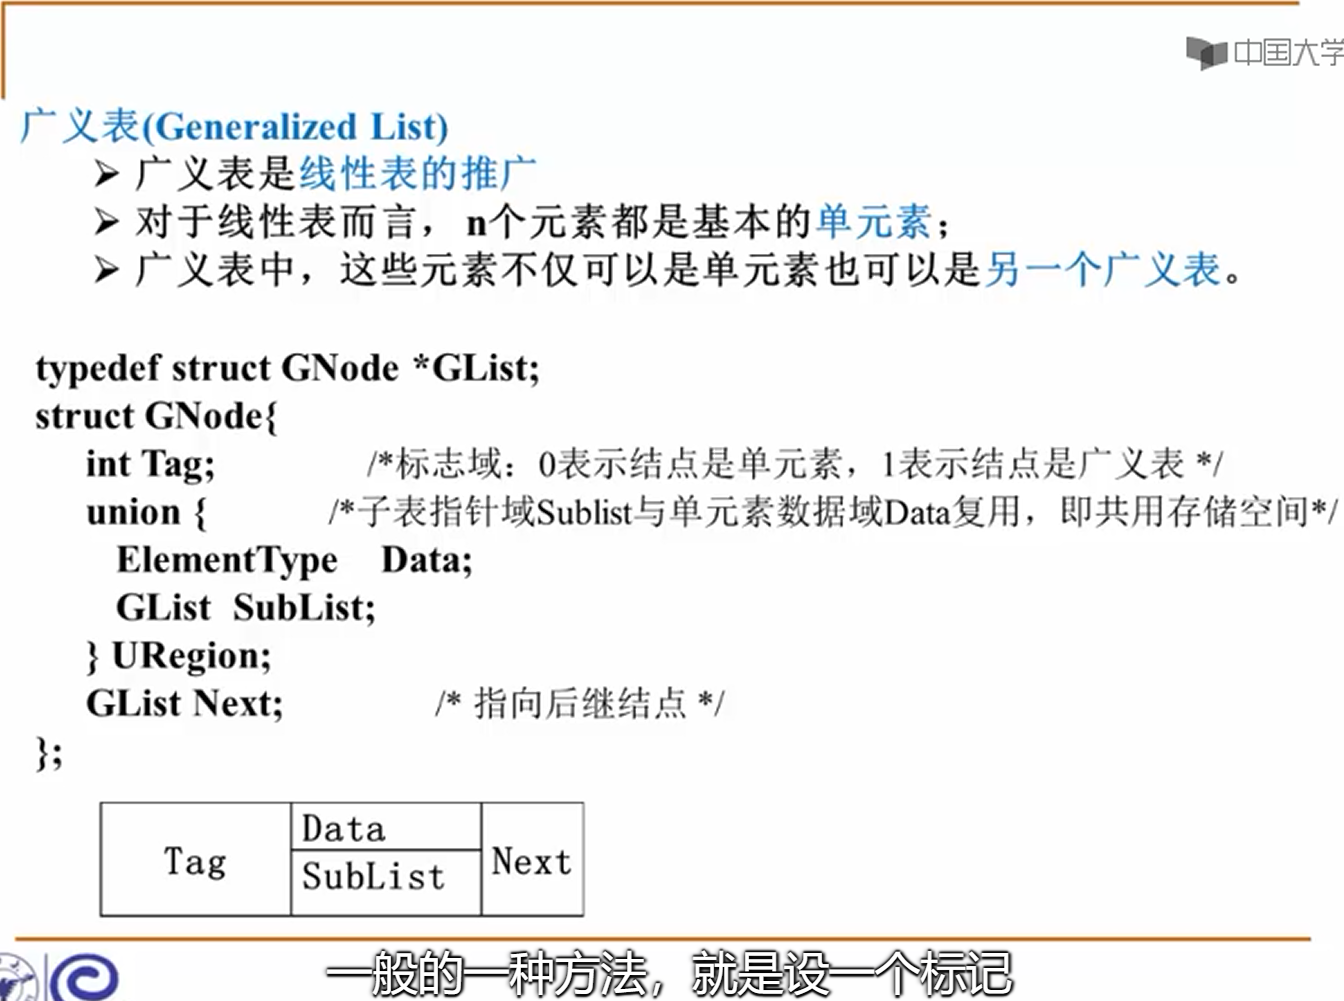 中国大学
广义表(Generalized List)
➢ 广义表是线性表的推广
➢ 对于线性表而言，n个元素都是基本的单元素；
➢ 广义表中，这些元素不仅可以是单元素也可以是另一个广义表。
typedef struct GNode *GList;
struct GNode{
int Tag; /*标志域：0表示结点是单元素，1表示结点是广义表 */
union { /*子表指针域Sublist与单元素数据域Data复用，即共用存储空间*/
ElementType Data;
GList SubList;
} URegion;
GList Next; /* 指向后继结点 */
};
Tag
Data
SubList
Next
一般的一种方法，就是设一个标记